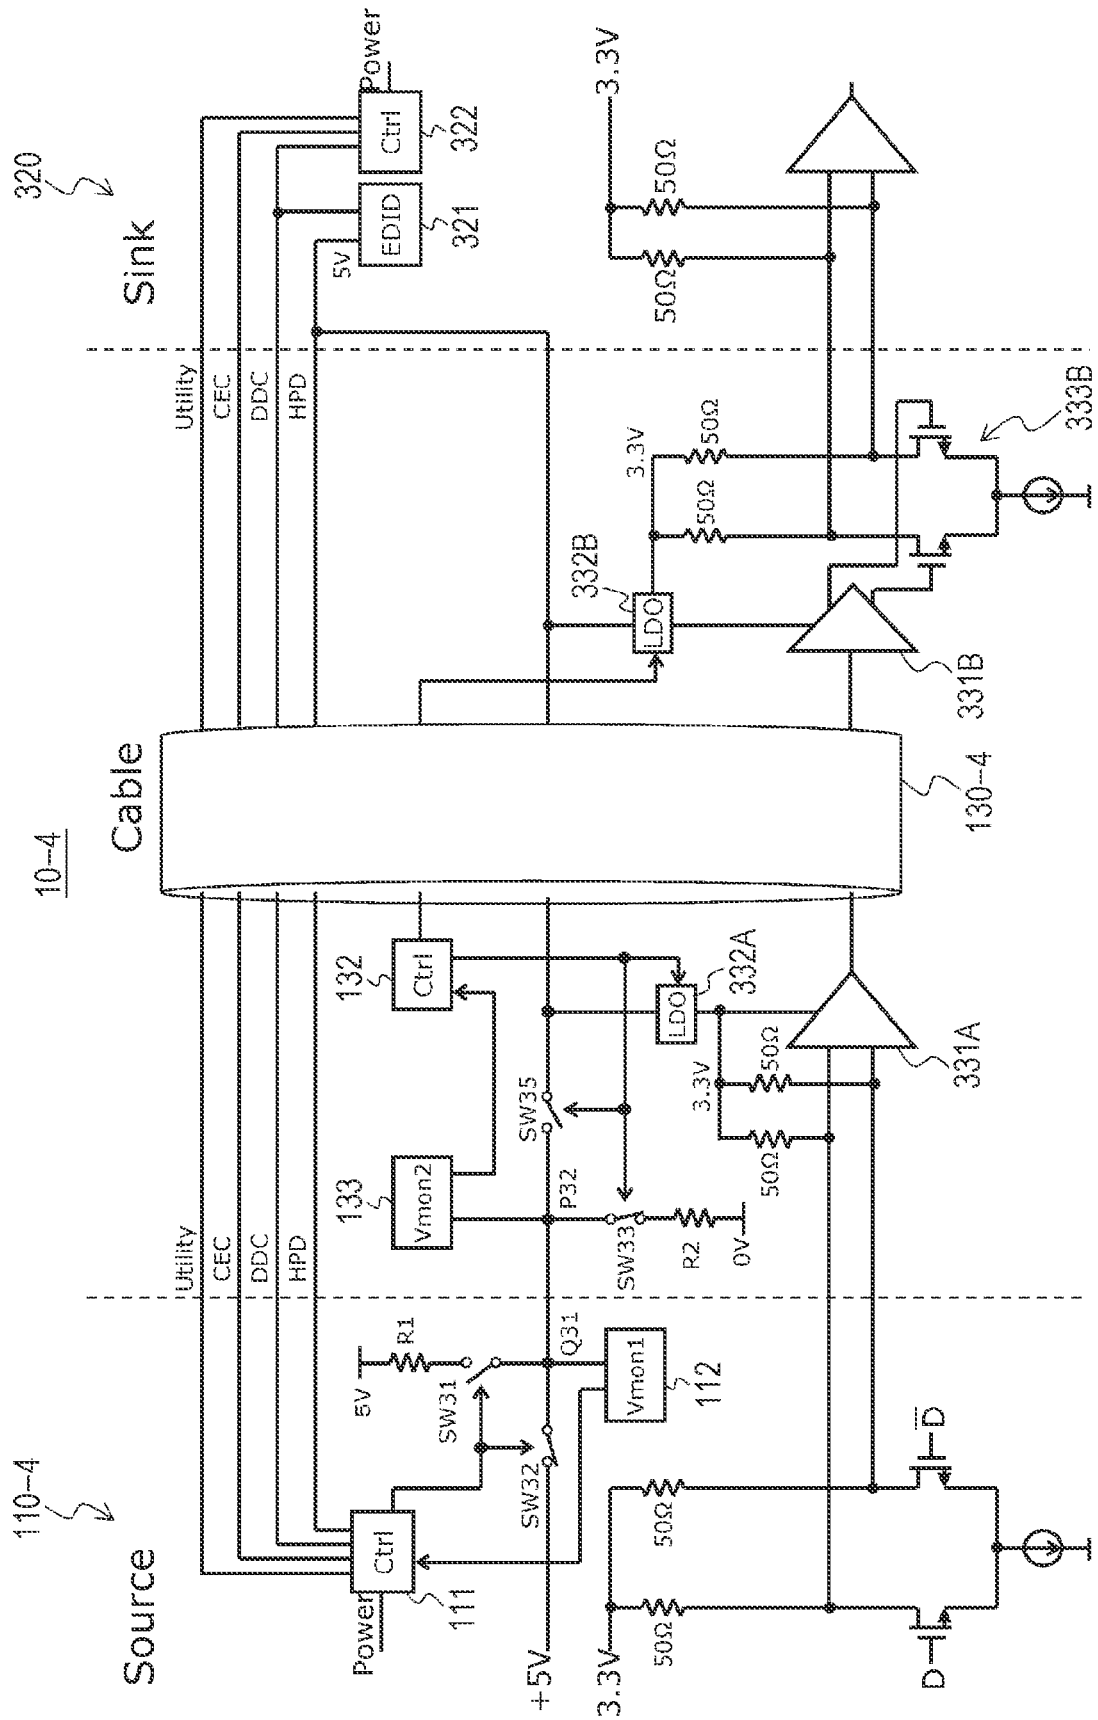 10-4
Source
110-4
Cable
Sink
320
Utility
CEC
DDC
HPD
Utility
CEC
DDC
HPD
Power
Ctrl
111
5V
R1
SW31
SW32
Q31
Vmon1
112
+5V
133
Vmon2
132
Ctrl
P32
SW33
R2
0V
SW35
LDO
332A
3.3V
50Ω
50Ω
331A
130-4
332B
LDO
3.3V
50Ω
50Ω
331B
333B
5V
EDID
321
Ctrl
322
Power
3.3V
50Ω
50Ω
3.3V
50Ω
50Ω
D
D̅